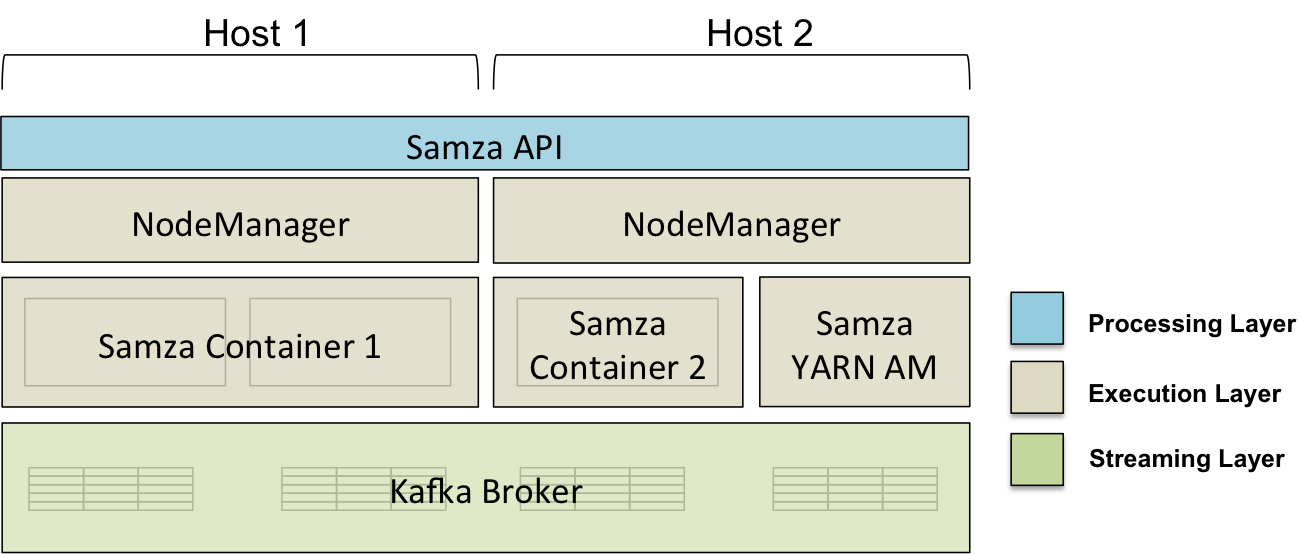 Host 1
Host 2
Samza API
NodeManager
NodeManager
Samza Container 1
Samza
Container 2
Samza
YARN AM
Kafka Broker
Processing Layer
Execution Layer
Streaming Layer